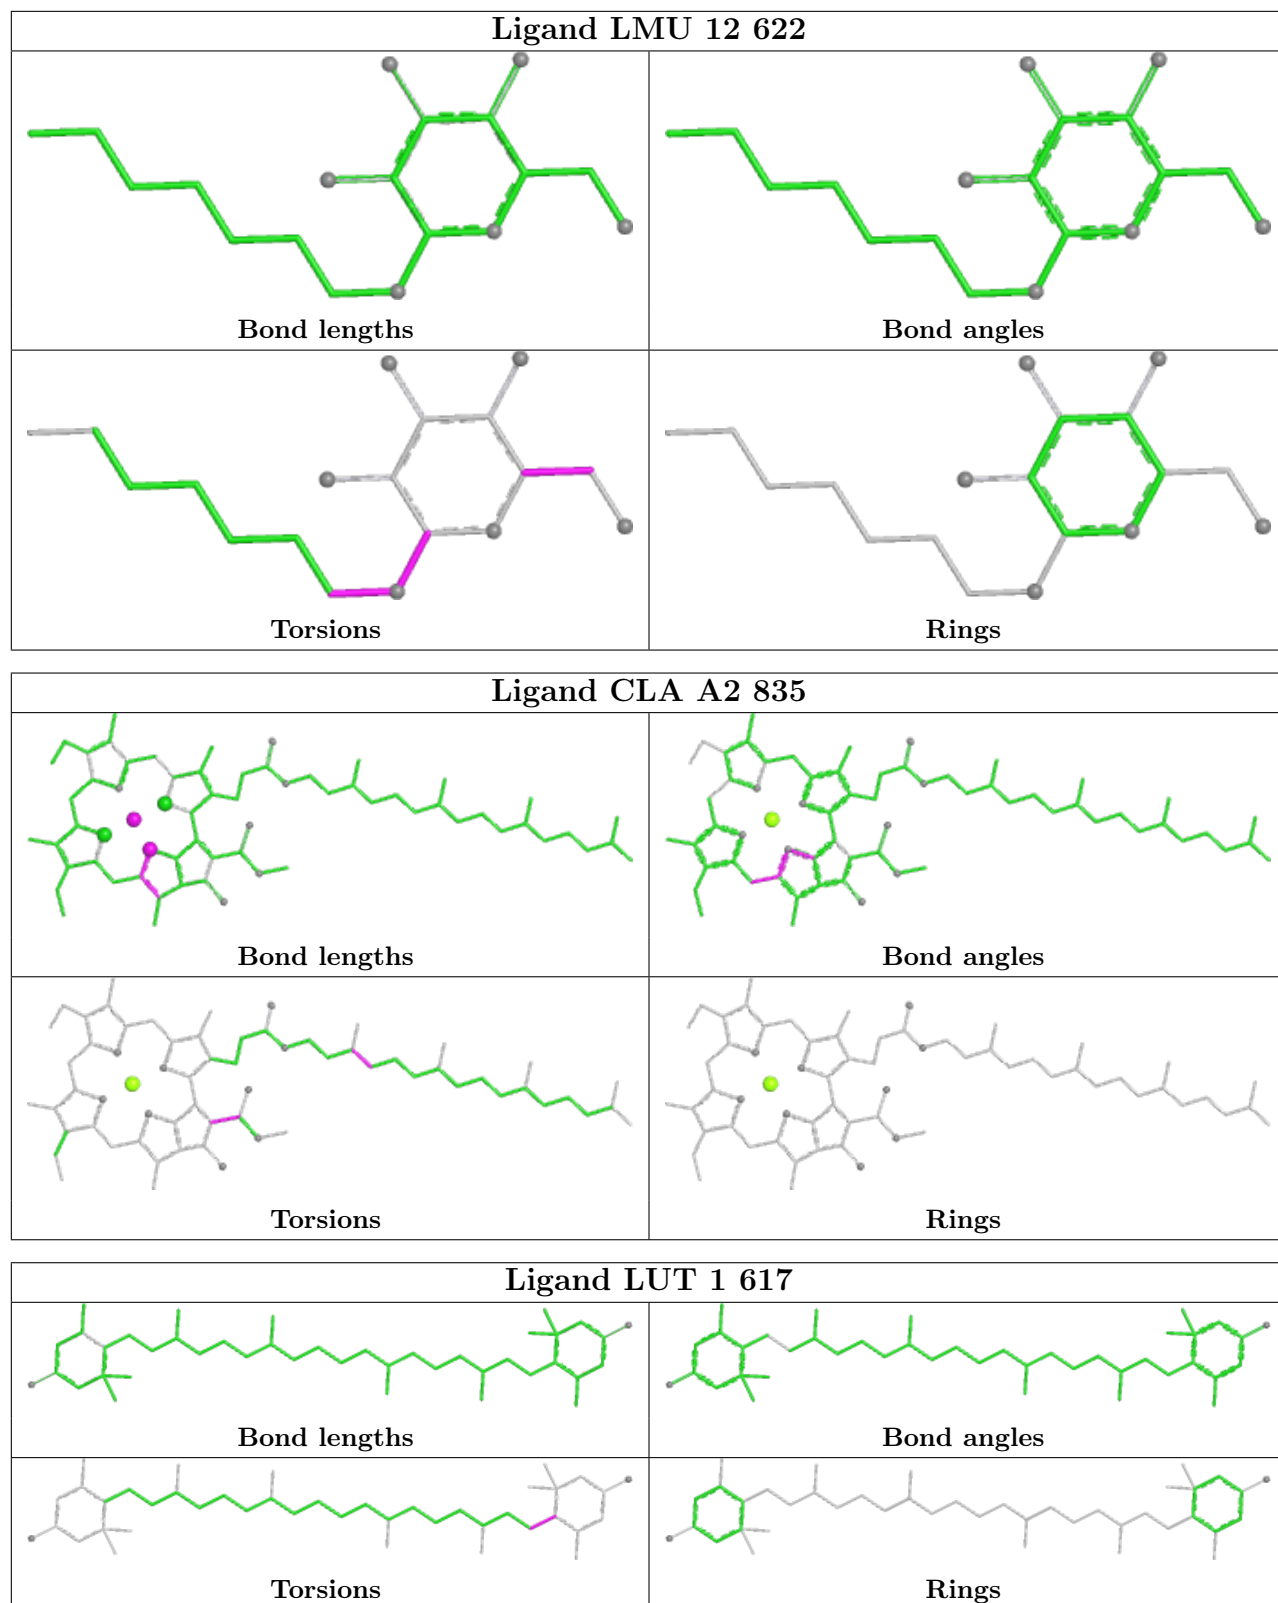 Ligand LMU 12 622
Bond lengths
Bond angles
Torsions
Rings
Ligand CLA A2 835
Bond lengths
Bond angles
Torsions
Rings
Ligand LUT 1 617
Bond lengths
Bond angles
Torsions
Rings